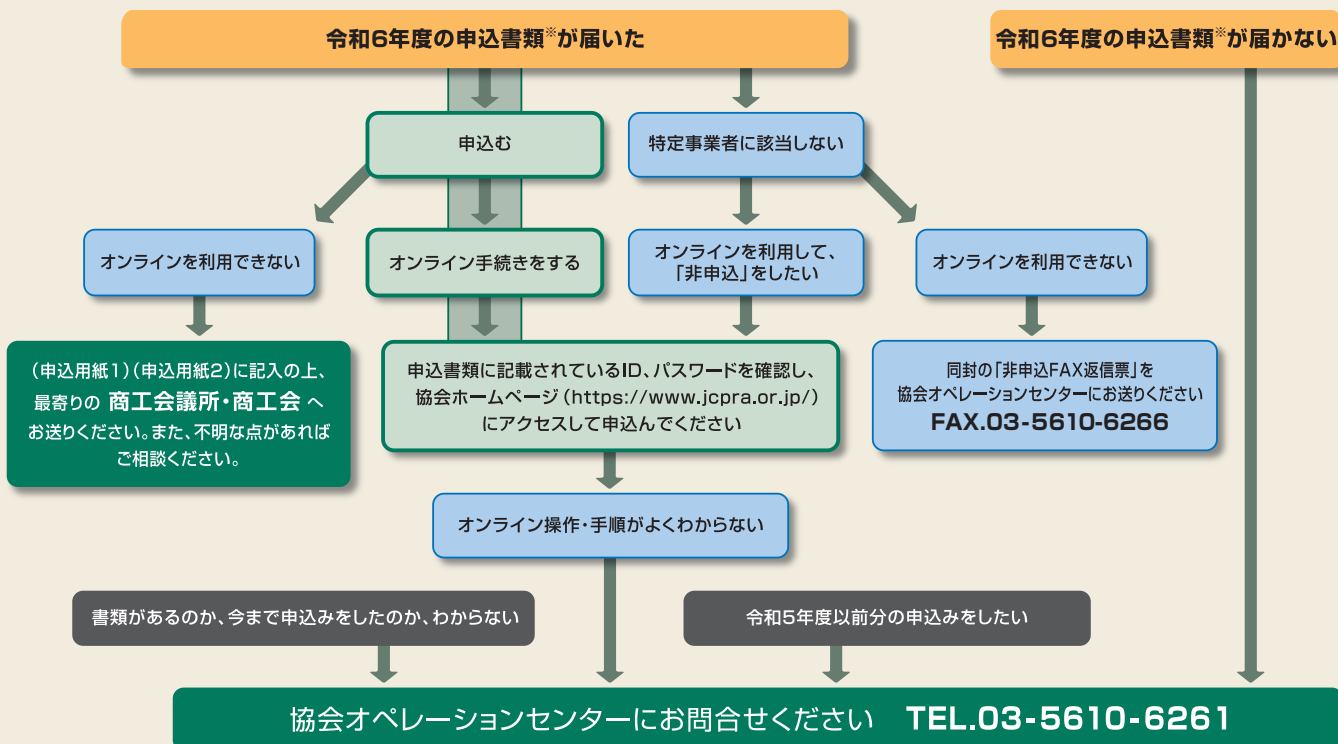 令和6年度の申込書類※が届いた
令和6年度の申込書類※が届かない
申込む
特定事業者に該当しない
オンラインを利用できない
オンライン手続きをする
オンラインを利用して、
「非申込」をしたい
オンラインを利用できない
(申込用紙1)(申込用紙2)に記入の上、
最寄りの 商工会議所・商工会 へ
お送りください。また、不明な点があれば
ご相談ください。
申込書類に記載されているID、パスワードを確認し、
協会ホームページ(https://www.jcpra.or.jp/)
にアクセスして申込んでください
同封の「非申込FAX返信票」を
協会オペレーションセンターにお送りください
FAX.03-5610-6266
オンライン操作・手順がよくわからない
書類があるのか、今まで申込みをしたのか、わからない
令和5年度以前分の申込みをしたい
協会オペレーションセンターにお問合せください TEL.03-5610-6261